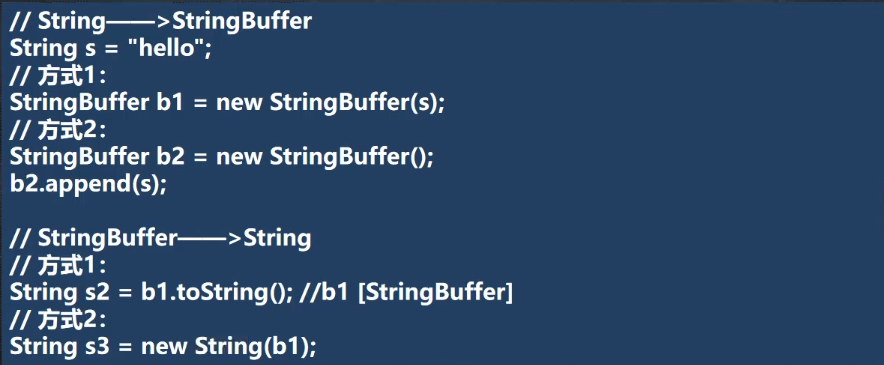 // String——>StringBuffer
String s = "hello";
// 方式1：
StringBuffer b1 = new StringBuffer(s);
// 方式2：
StringBuffer b2 = new StringBuffer();
b2.append(s);
// StringBuffer——>String
// 方式1：
String s2 = b1.toString(); //b1 [StringBuffer]
// 方式2：
String s3 = new String(b1);